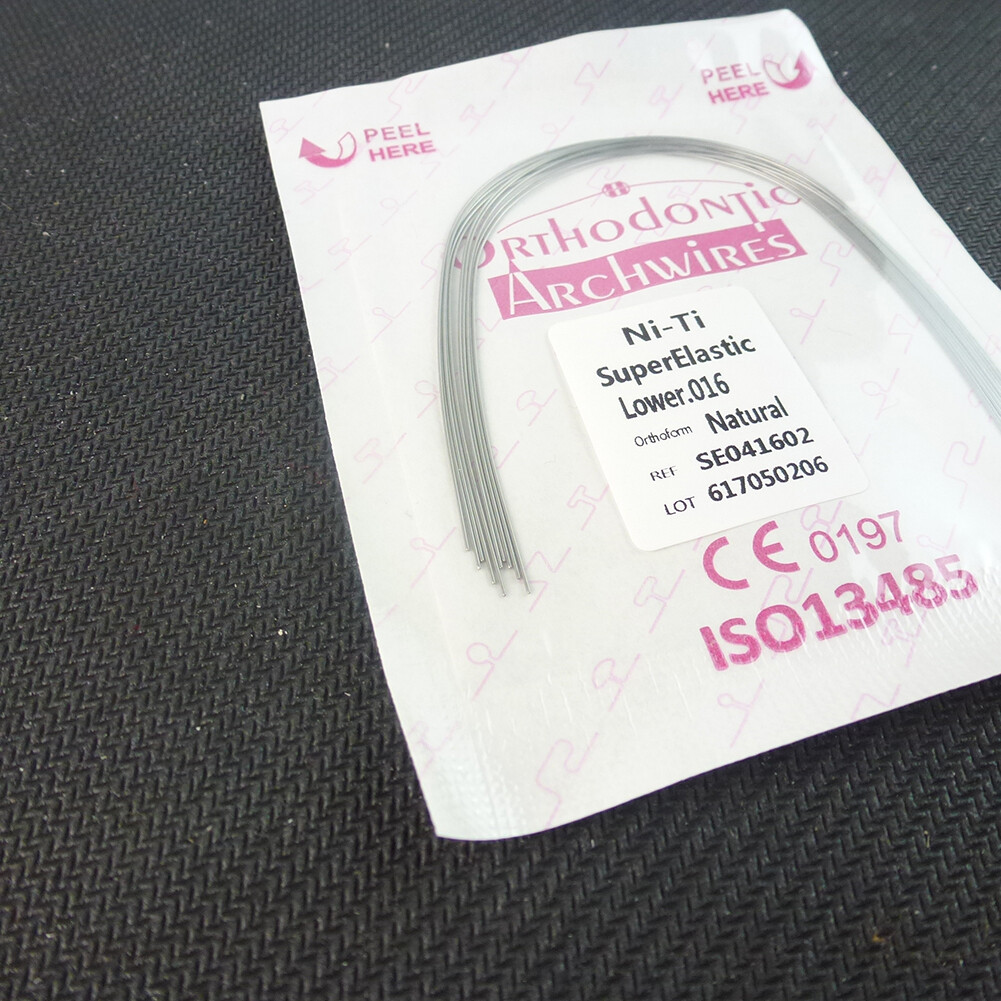 PEEL
HERE
PEEL
HERE
ORTHODONTIC
ARCHWIRES
Ni-Ti
SuperElastic
Lower.016
Orthoform Natural
REF SE041602
LOT 617050206
CE 0197
ISO13485